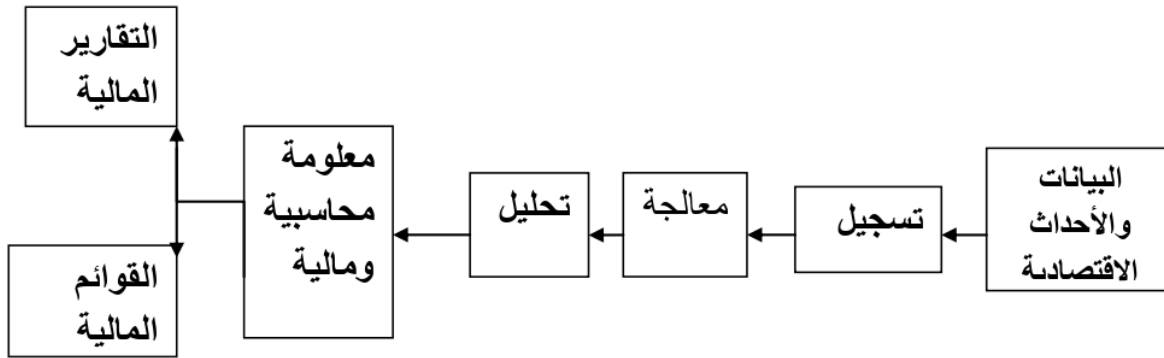 البيانات
والأحداث
الاقتصادية
تسجيل
معالجة
تحليل
معلومة
محاسبية
ومالية
التقارير
المالية
القوائم
المالية